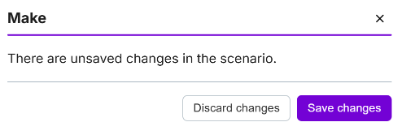 Make
There are unsaved changes in the scenario.
Discard changes
Save changes